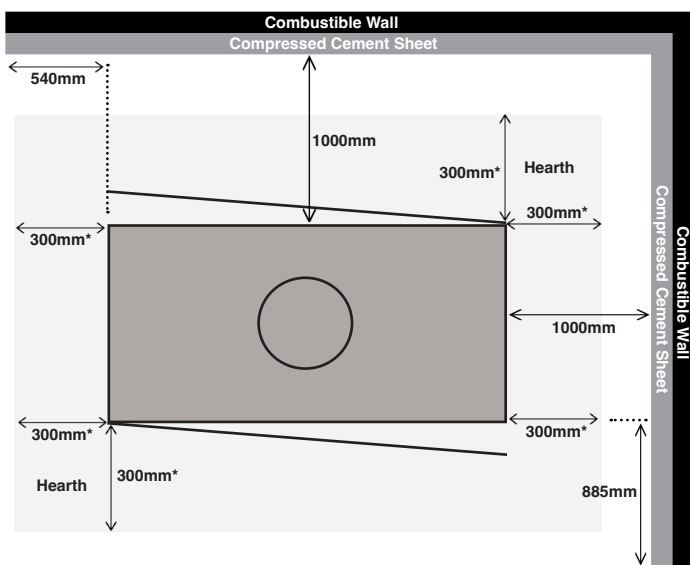 Combustible Wall
Compressed Cement Sheet
540mm
1000mm
300mm*
Hearth
300mm*
300mm*
Compressed Cement Sheet
Combustible Wall
1000mm
300mm*
300mm*
Hearth
300mm*
885mm